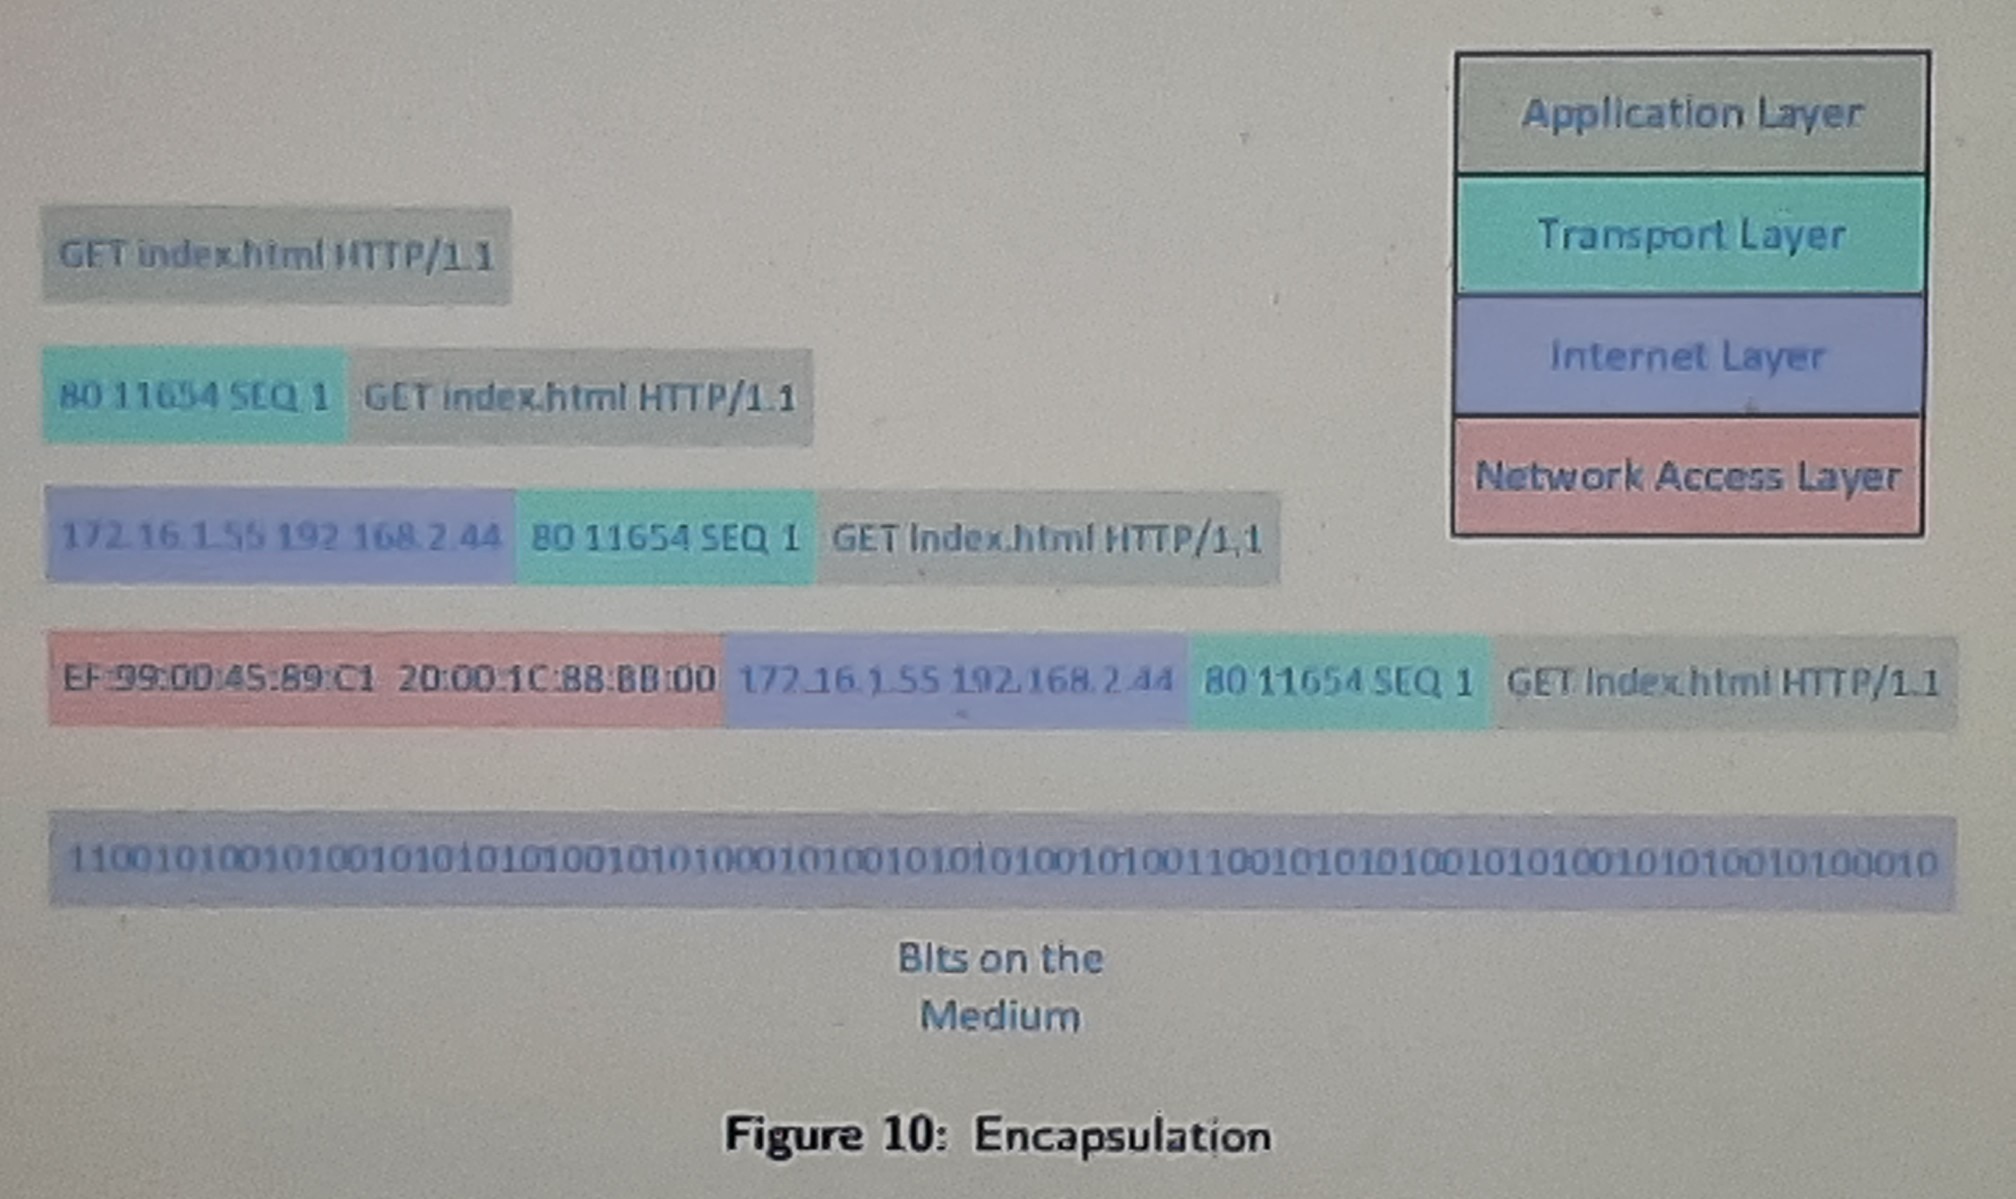 Application Layer
Transport Layer
Internet Layer
Network Access Layer
GET index.html HTTP/1.1
80 11654 SEQ 1 GET index.html HTTP/1.1
172.16.1.55 192.168.2.44 80 11654 SEQ 1 GET index.html HTTP/1.1
EF:99:00:45:89:C1 20:00:1C:88:BB:00 172.16.1.55 192.168.2.44 80 11654 SEQ 1 GET index.html HTTP/1.1
Bits on the
Medium
Figure 10: Encapsulation